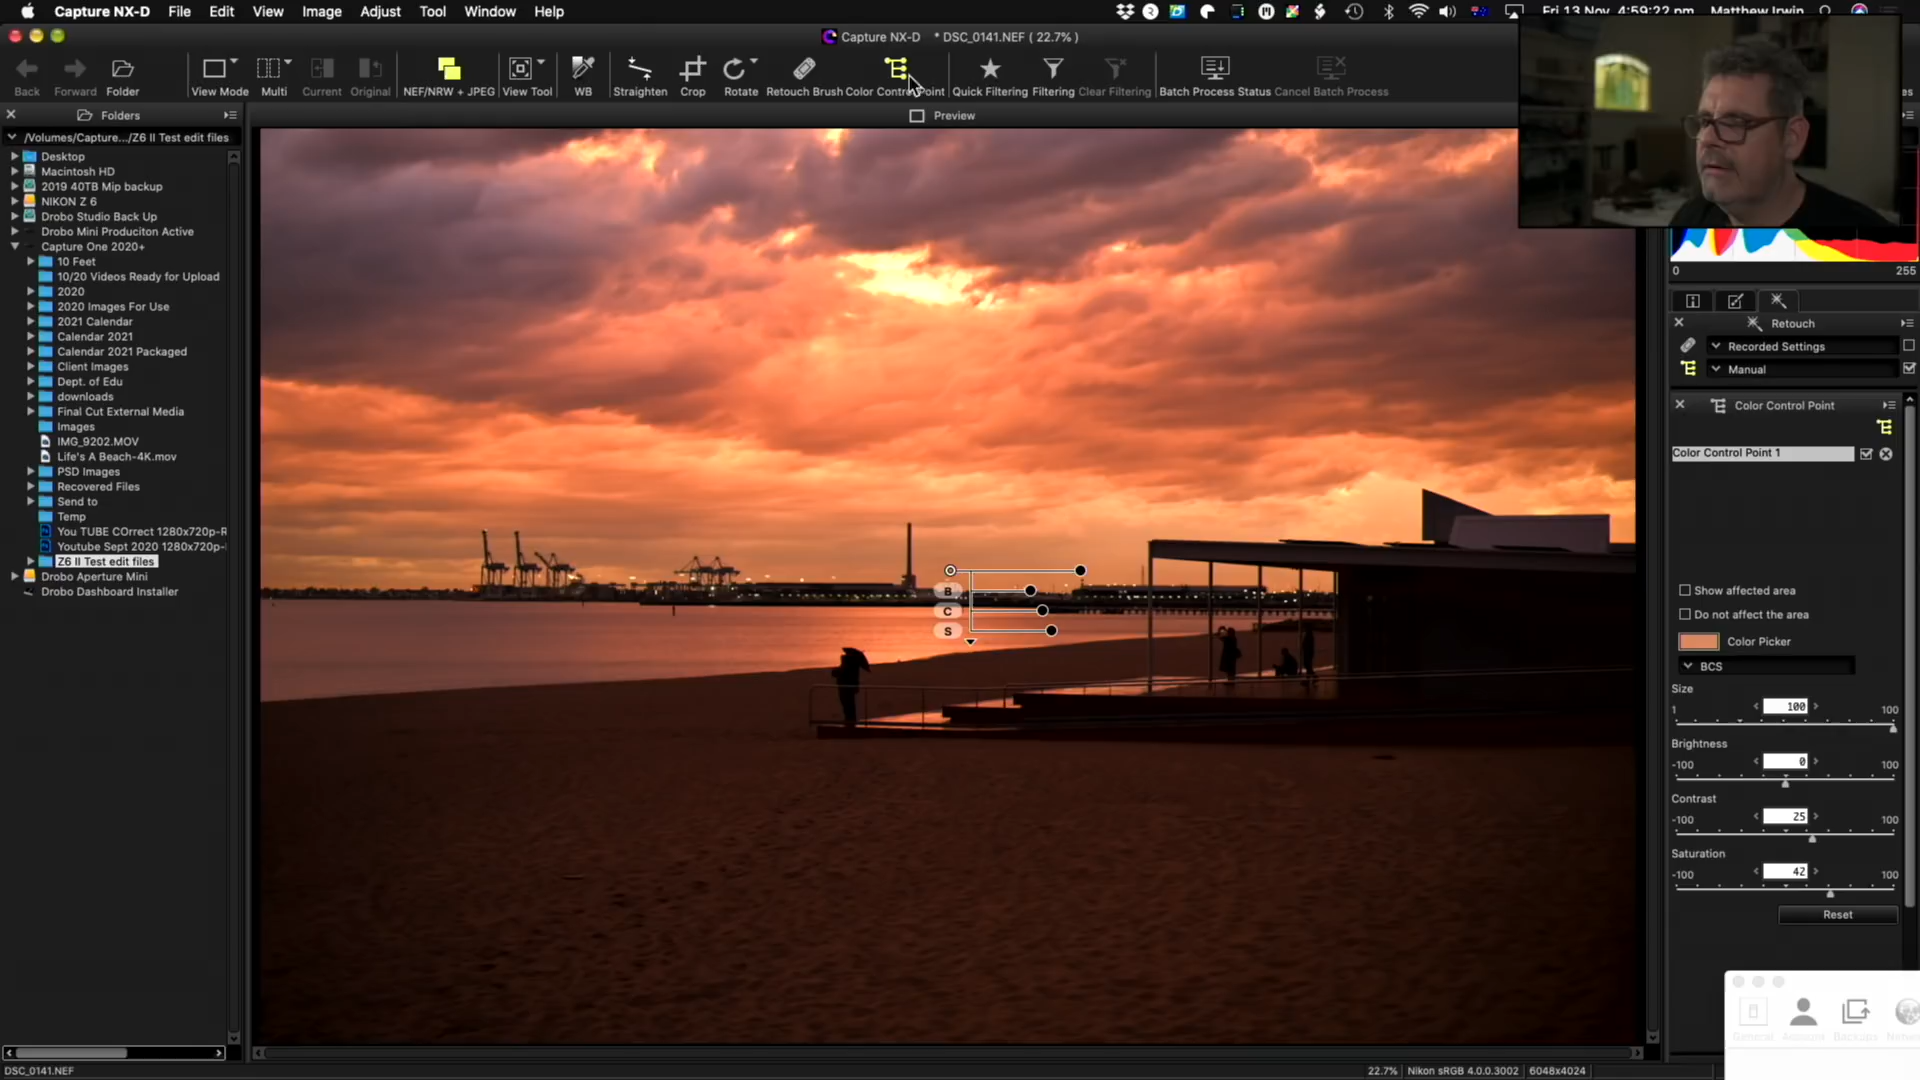 Capture NX-D File Edit View Image Adjust Tool Window Help Fri 13 Nov 4:59:22 pm Matthew Irwin
Capture NX-D * DSC_0141.NEF ( 22.7% )
Back Forward Folder View Mode Multi Current Original NEF/NRW + JPEG View Tool WB Straighten Crop Rotate Retouch Brush Color Control Point Quick Filtering Filtering Clear Filtering Batch Process Status Cancel Batch Process
Folders
Preview
/Volumes/Capture.../Z6 II Test edit files
Desktop
Macintosh HD
2019 40TB Mip backup
NIKON Z 6
Drobo Studio Back Up
Drobo Mini Produciton Active
Capture One 2020+
10 Feet
10/20 Videos Ready for Upload
2020
2020 Images For Use
2021 Calendar
Calendar 2021
Calendar 2021 Packaged
Client Images
Dept. of Edu
downloads
Final Cut External Media
Images
IMG_9202.MOV
Life's A Beach-4K.mov
PSD Images
Recovered Files
Send to
Temp
You TUBE COrrect 1280x720p-R
Youtube Sept 2020 1280x720p-
Z6 II Test edit files
Drobo Aperture Mini
Drobo Dashboard Installer
B
C
S
0 255
Retouch
Recorded Settings
Manual
Color Control Point
Color Control Point 1
Show affected area
Do not affect the area
Color Picker
BCS
Size
1 100 100
Brightness
-100 0 100
Contrast
-100 25 100
Saturation
-100 42 100
Reset
General Account Backups
DSC_0141.NEF 22.7% Nikon sRGB 4.0.0.3002 6048x4024